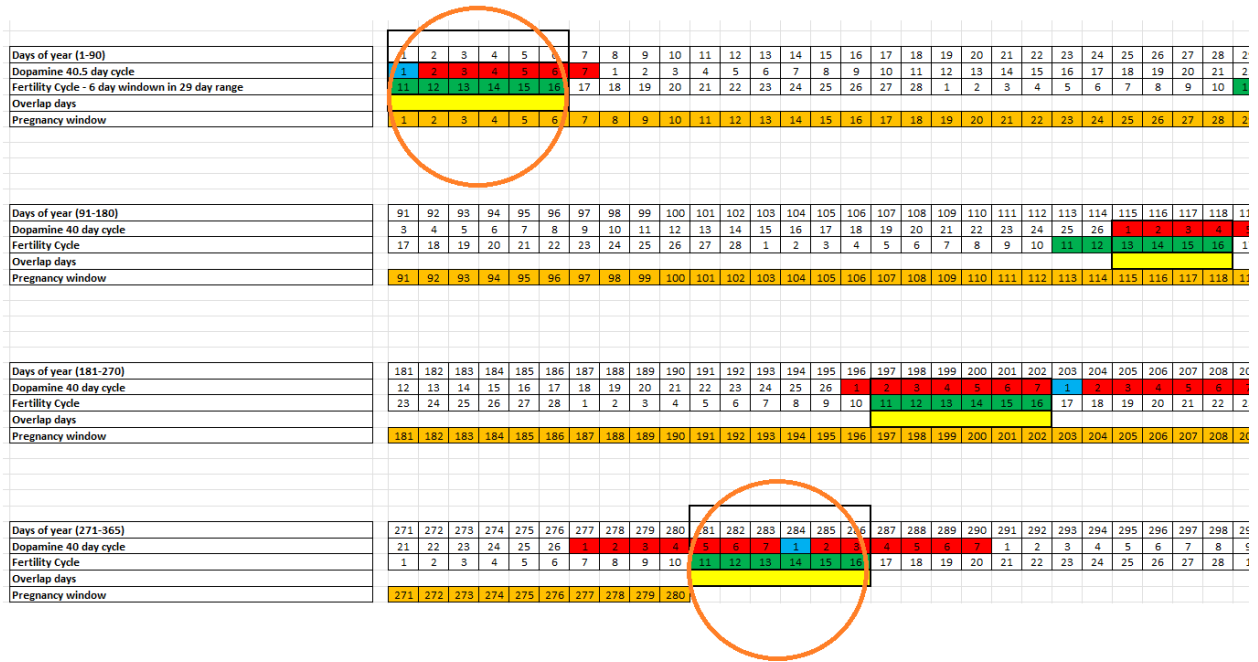 Days of year (1-90) 1 2 3 4 5 6 7 8 9 10 11 12 13 14 15 16 17 18 19 20 21 22 23 24 25 26 27 28
Dopamine 40.5 day cycle 1 2 3 4 5 6 7 1 2 3 4 5 6 7 8 9 10 11 12 13 14 15 16 17 18 19 20 21
Fertility Cycle - 6 day windown in 29 day range 11 12 13 14 15 16 17 18 19 20 21 22 23 24 25 26 27 28 1 2 3 4 5 6 7 8 9 10
Overlap days
Pregnancy window 1 2 3 4 5 6 7 8 9 10 11 12 13 14 15 16 17 18 19 20 21 22 23 24 25 26 27 28
Days of year (91-180) 91 92 93 94 95 96 97 98 99 100 101 102 103 104 105 106 107 108 109 110 111 112 113 114 115 116 117 118
Dopamine 40 day cycle 3 4 5 6 7 8 9 10 11 12 13 14 15 16 17 18 19 20 21 22 23 24 25 26 1 2 3 4
Fertility Cycle 17 18 19 20 21 22 23 24 25 26 27 28 1 2 3 4 5 6 7 8 9 10 11 12 13 14 15 16
Overlap days
Pregnancy window 91 92 93 94 95 96 97 98 99 100 101 102 103 104 105 106 107 108 109 110 111 112 113 114 115 116 117 118
Days of year (181-270) 181 182 183 184 185 186 187 188 189 190 191 192 193 194 195 196 197 198 199 200 201 202 203 204 205 206 207 208
Dopamine 40 day cycle 12 13 14 15 16 17 18 19 20 21 22 23 24 25 26 1 2 3 4 5 6 7 1 2 3 4 5 6
Fertility Cycle 23 24 25 26 27 28 1 2 3 4 5 6 7 8 9 10 11 12 13 14 15 16 17 18 19 20 21 22
Overlap days
Pregnancy window 181 182 183 184 185 186 187 188 189 190 191 192 193 194 195 196 197 198 199 200 201 202 203 204 205 206 207 208
Days of year (271-365) 271 272 273 274 275 276 277 278 279 280 281 282 283 284 285 286 287 288 289 290 291 292 293 294 295 296 297 298
Dopamine 40 day cycle 21 22 23 24 25 26 1 2 3 4 5 6 7 1 2 3 4 5 6 7 1 2 3 4 5 6 7 8
Fertility Cycle 1 2 3 4 5 6 7 8 9 10 11 12 13 14 15 16 17 18 19 20 21 22 23 24 25 26 27 28
Overlap days
Pregnancy window 271 272 273 274 275 276 277 278 279 280